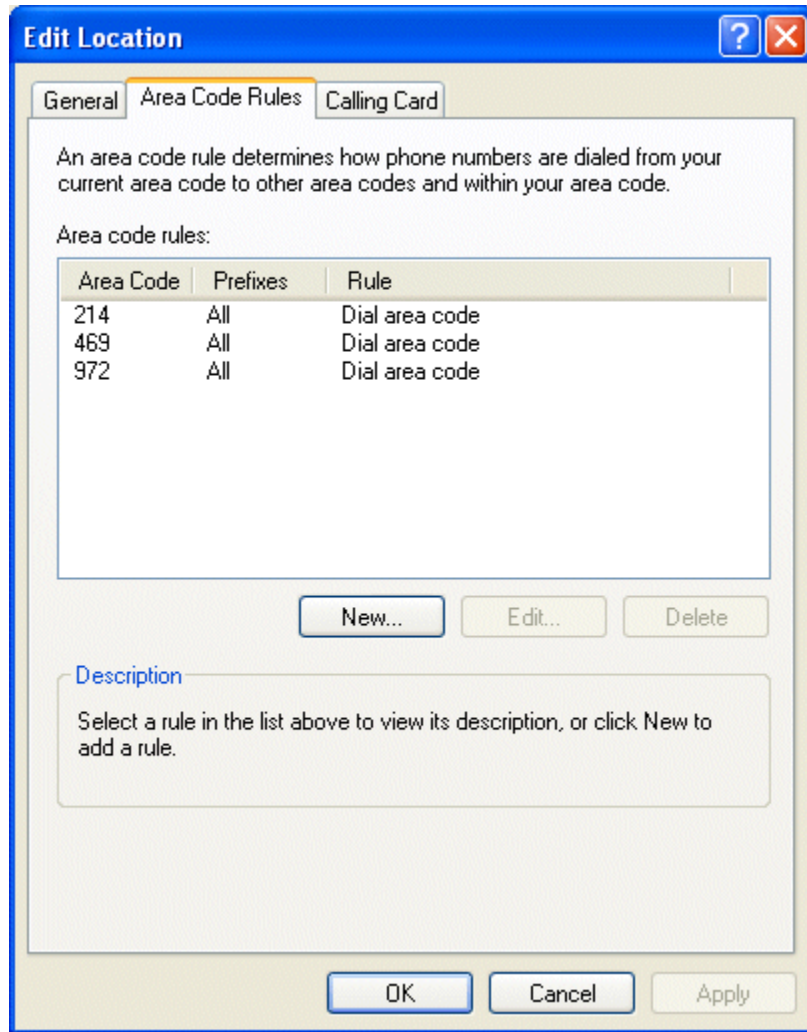 Edit Location
General Area Code Rules Calling Card
An area code rule determines how phone numbers are dialed from your
current area code to other area codes and within your area code.
Area code rules:
Area Code Prefixes Rule
214 All Dial area code
469 All Dial area code
972 All Dial area code
New... Edit... Delete
Description
Select a rule in the list above to view its description, or click New to
add a rule.
OK Cancel Apply